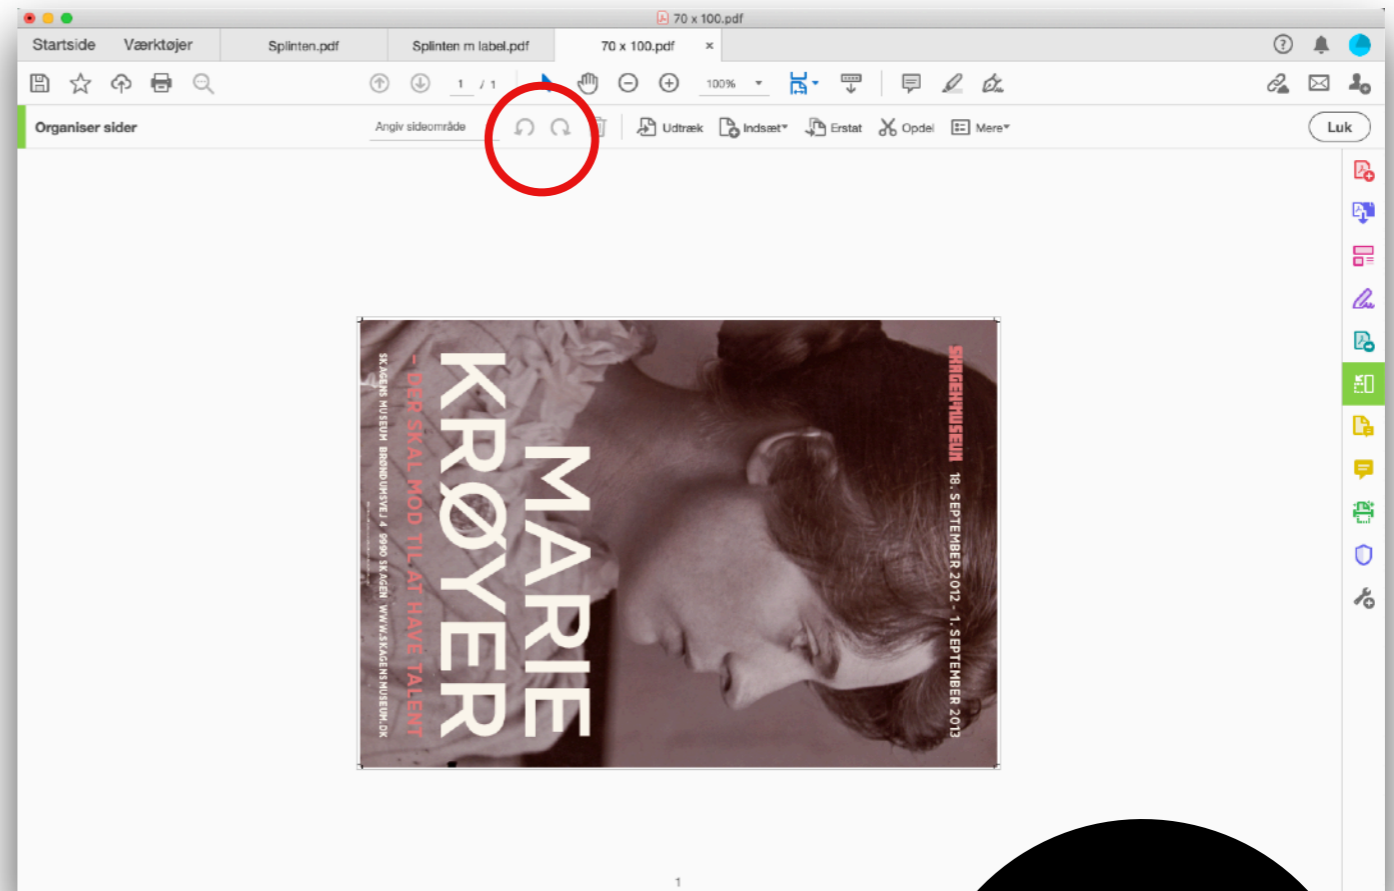 70 x 100.pdf
Startside Værktøjer Splinten.pdf Splinten m label.pdf 70 x 100.pdf ×
1 / 1 100%
Organiser sider Angiv sideområde Udtræk Indsæt Erstat Opdel Mere Luk
SKAGEN MUSEUM 18. SEPTEMBER 2012 - 1. SEPTEMBER 2013
MARIE
KRØYER
– DER SKAL MOD TIL AT HAVE TALENT
SKAGENS MUSEUM BRØNDUMSVEJ 4 9990 SKAGEN WWW.SKAGENSMUSEUM.DK
1